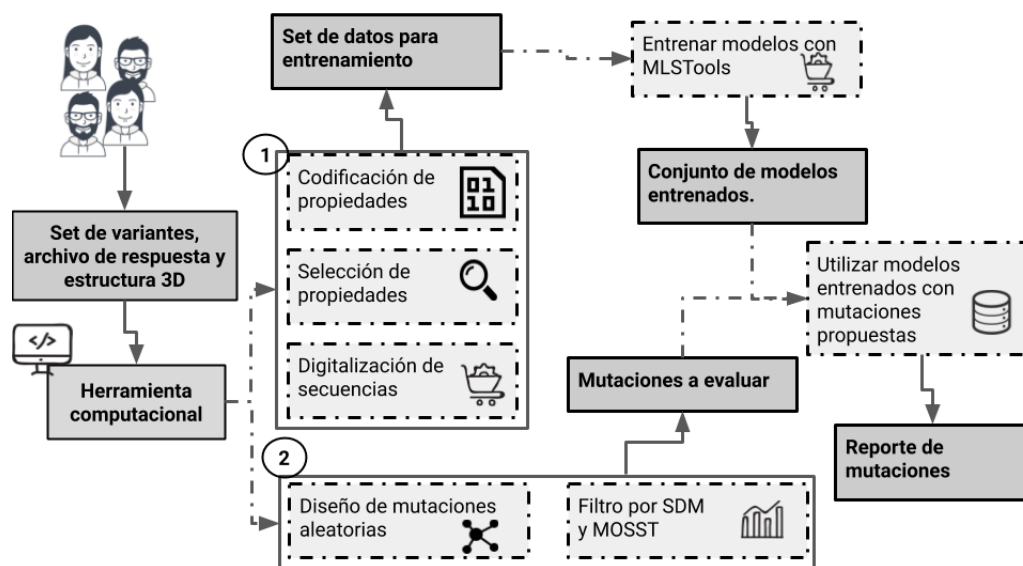 Set de datos para
entrenamiento
Entrenar modelos con
MLSTools
1
Codificación de
propiedades
01
10
Conjunto de modelos
entrenados.
Set de variantes,
archivo de respuesta y
estructura 3D
Selección de
propiedades
Utilizar modelos
entrenados con
mutaciones
propuestas
</>
Herramienta
computacional
Digitalización de
secuencias
Mutaciones a evaluar
Reporte de
mutaciones
2
Diseño de mutaciones
aleatorias
Filtro por SDM
y MOSST